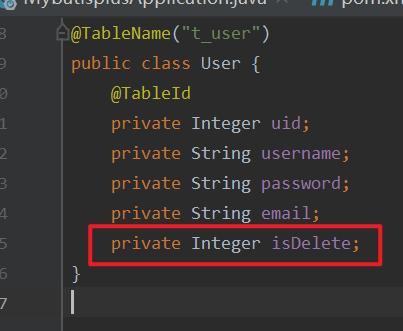 MybatisplusApplication.java
pom.xm
8 @TableName("t_user")
9 public class User {
0 @TableId
1 private Integer uid;
2 private String username;
3 private String password;
4 private String email;
5 private Integer isDelete;
6 }
7